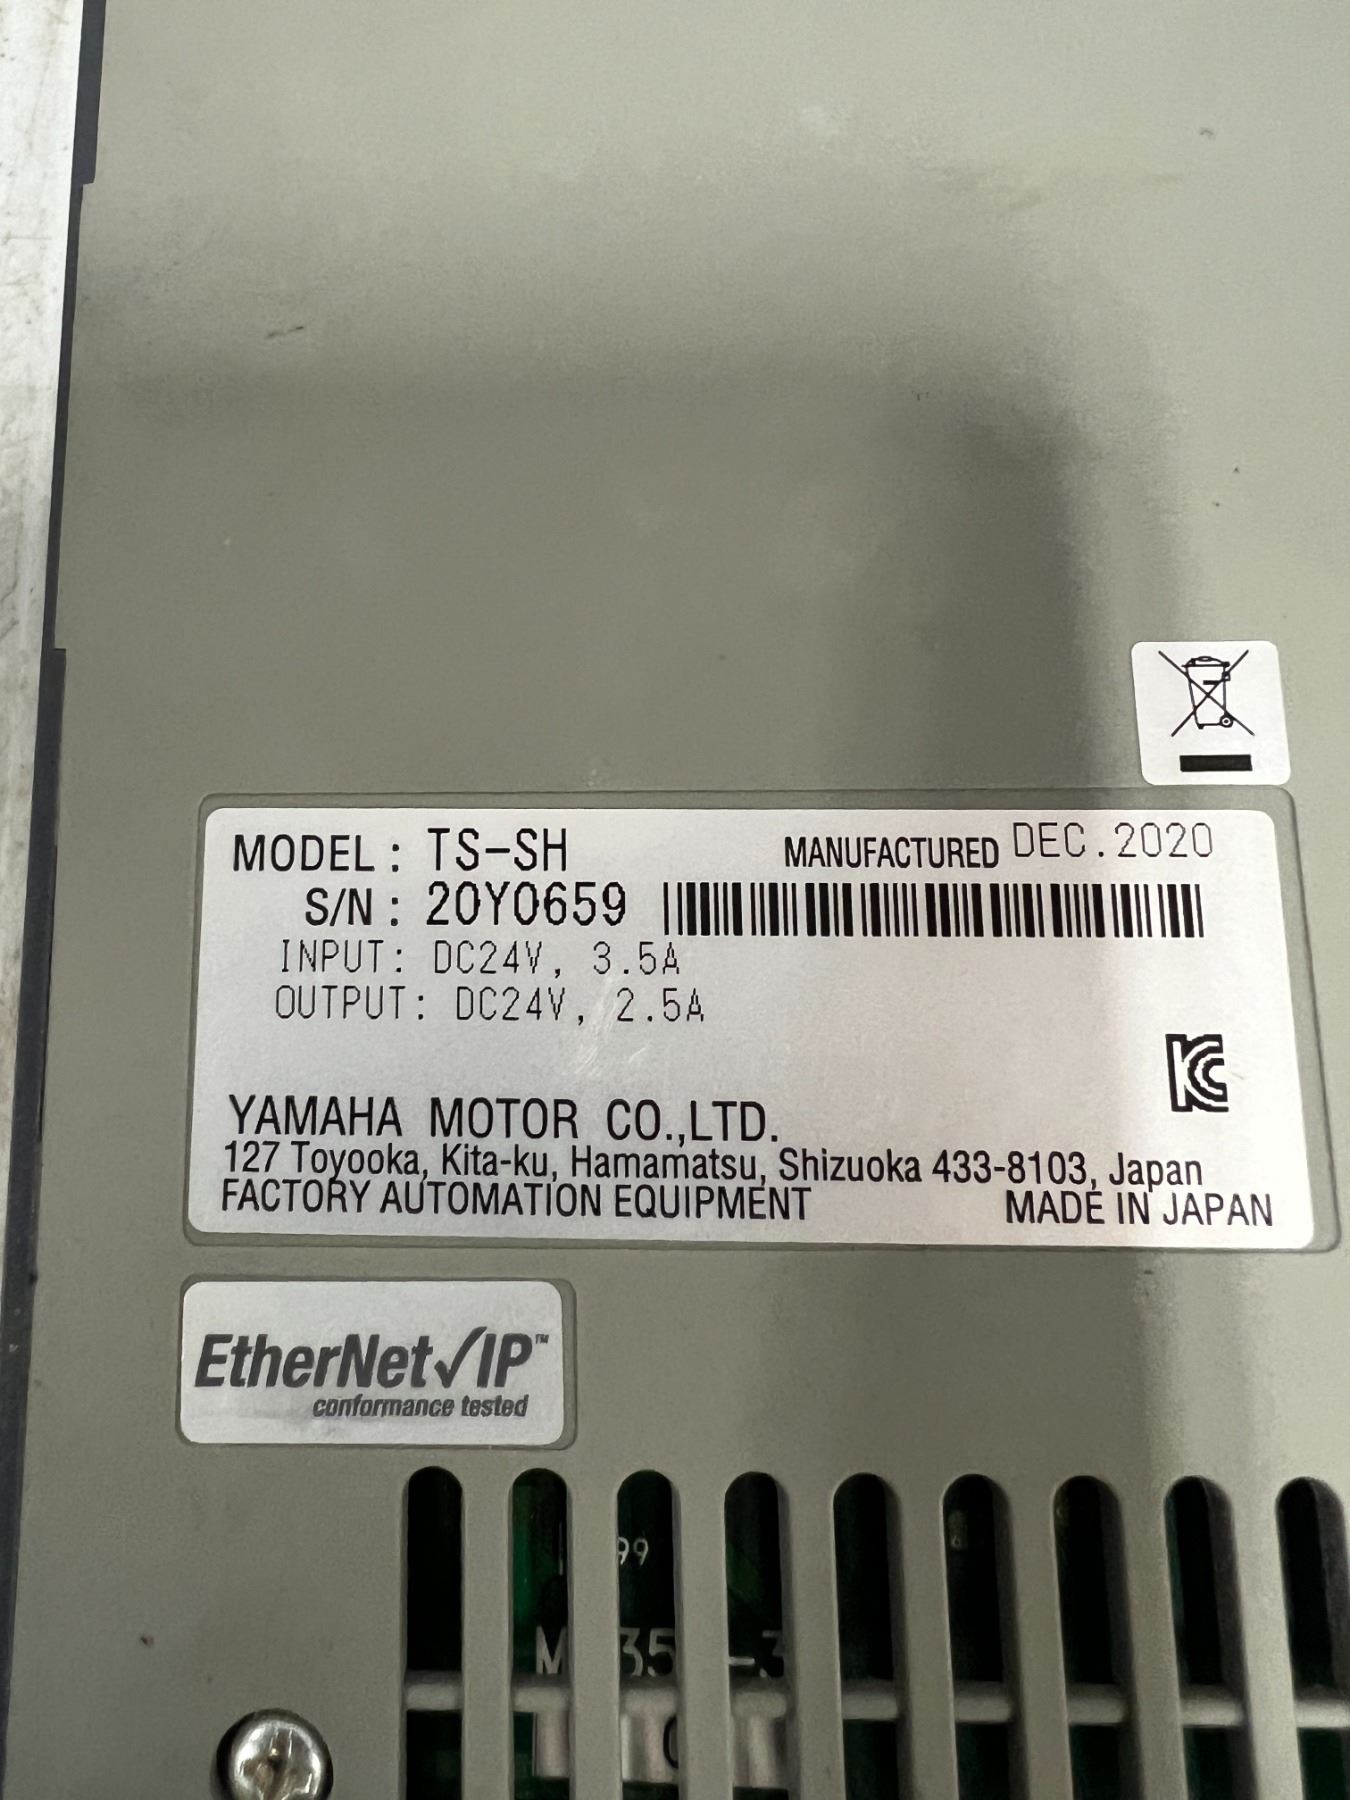 MODEL : TS-SH
MANUFACTURED DEC.2020
S/N : 20Y0659
INPUT: DC24V, 3.5A
OUTPUT: DC24V, 2.5A
YAMAHA MOTOR CO.,LTD.
127 Toyooka, Kita-ku, Hamamatsu, Shizuoka 433-8103, Japan
FACTORY AUTOMATION EQUIPMENT
MADE IN JAPAN
EtherNet/IP™
conformance tested